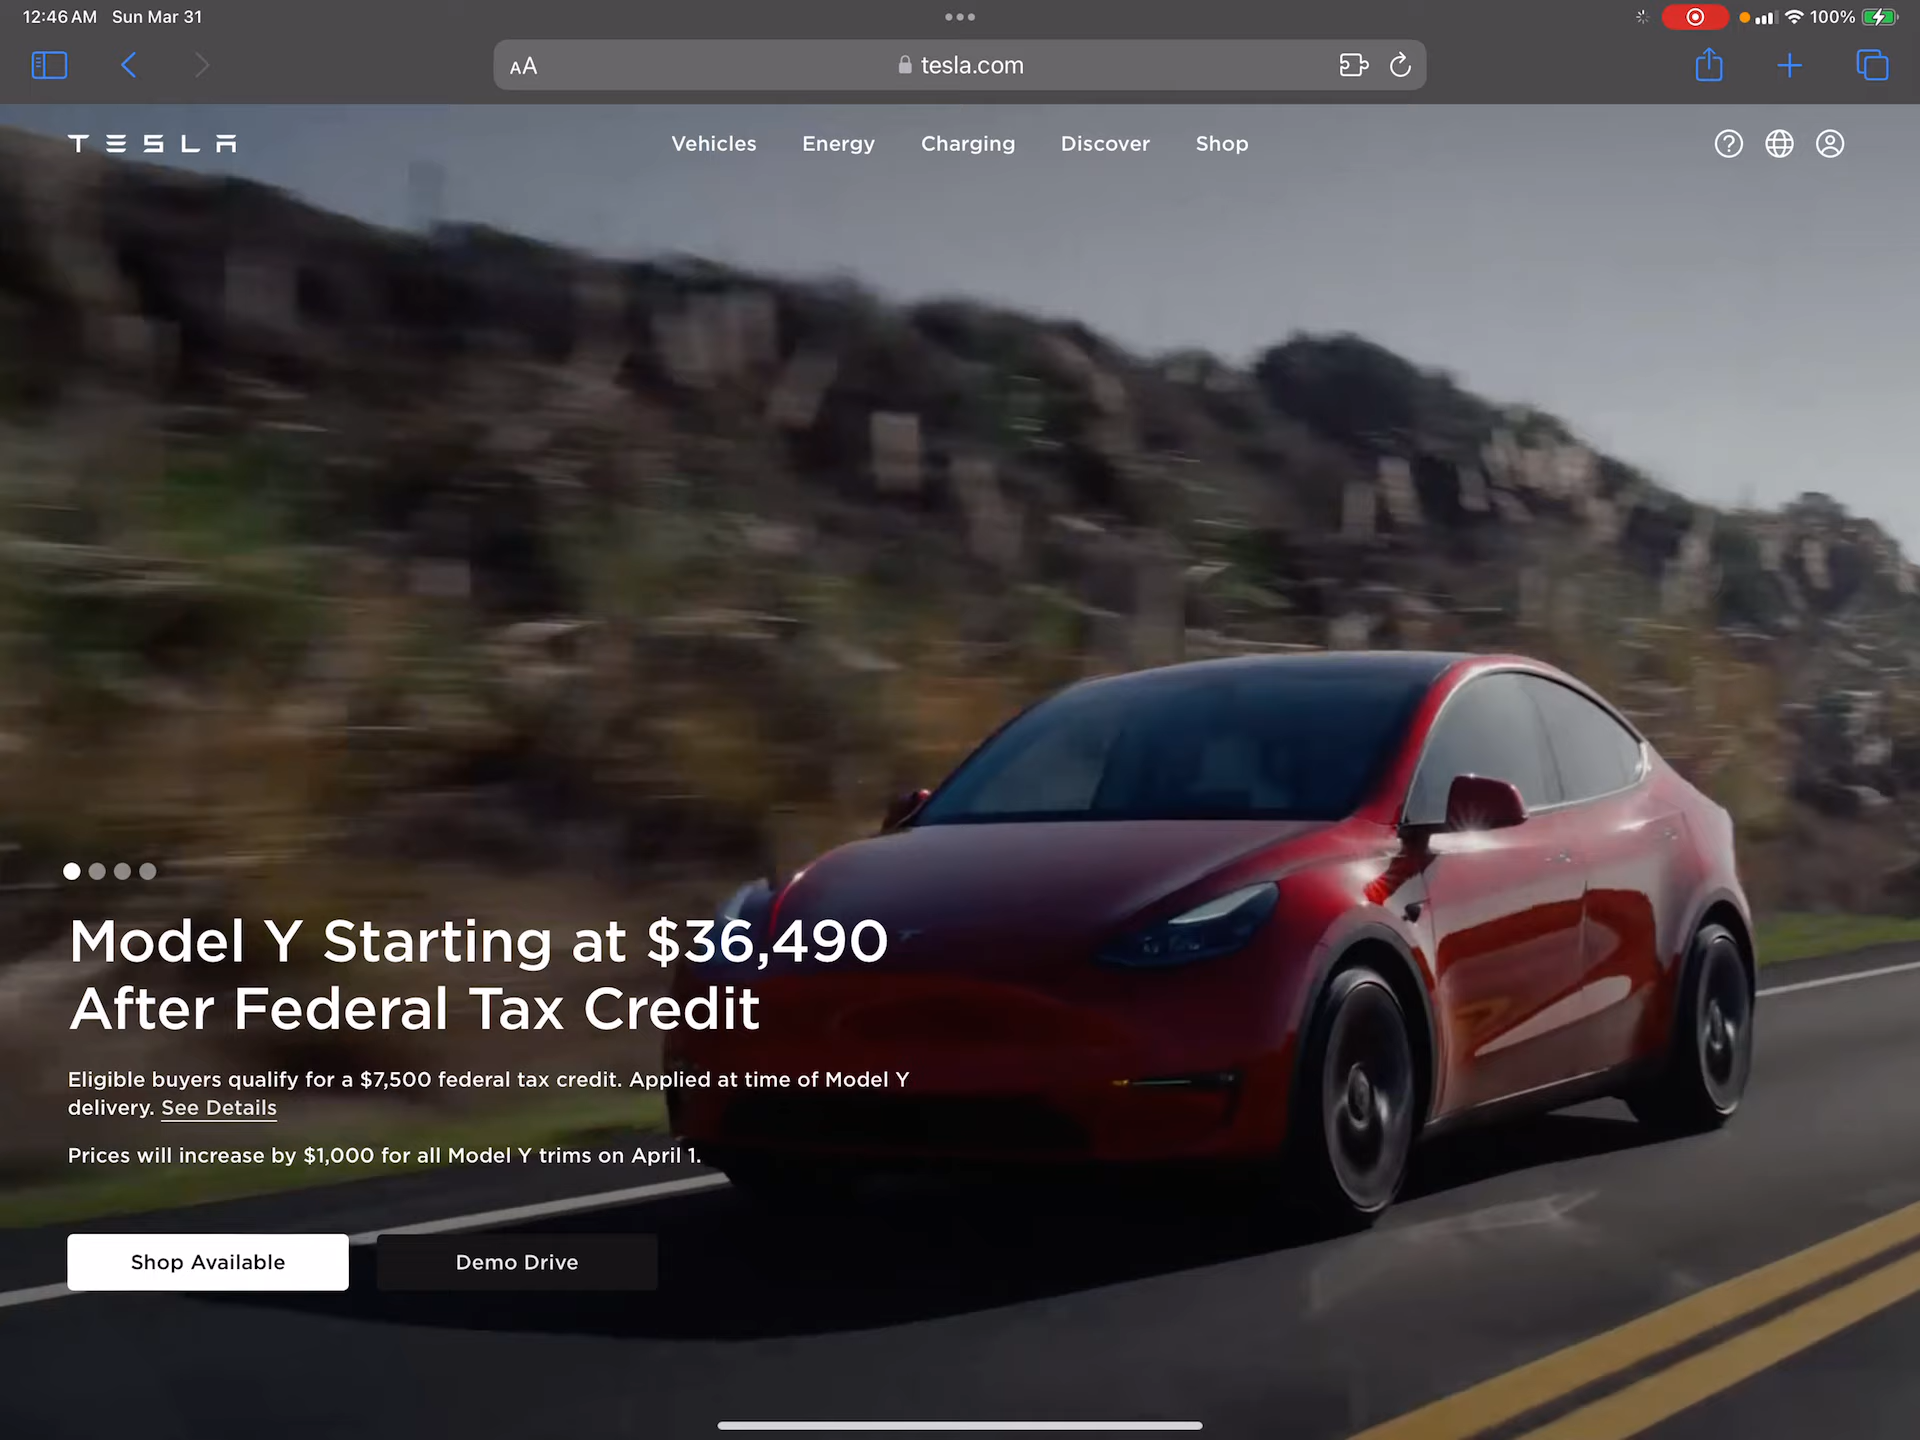 12:46 AM Sun Mar 31
100%
AA
tesla.com
TESLA
Vehicles Energy Charging Discover Shop
Model Y Starting at $36,490
After Federal Tax Credit
Eligible buyers qualify for a $7,500 federal tax credit. Applied at time of Model Y
delivery. See Details
Prices will increase by $1,000 for all Model Y trims on April 1.
Shop Available Demo Drive